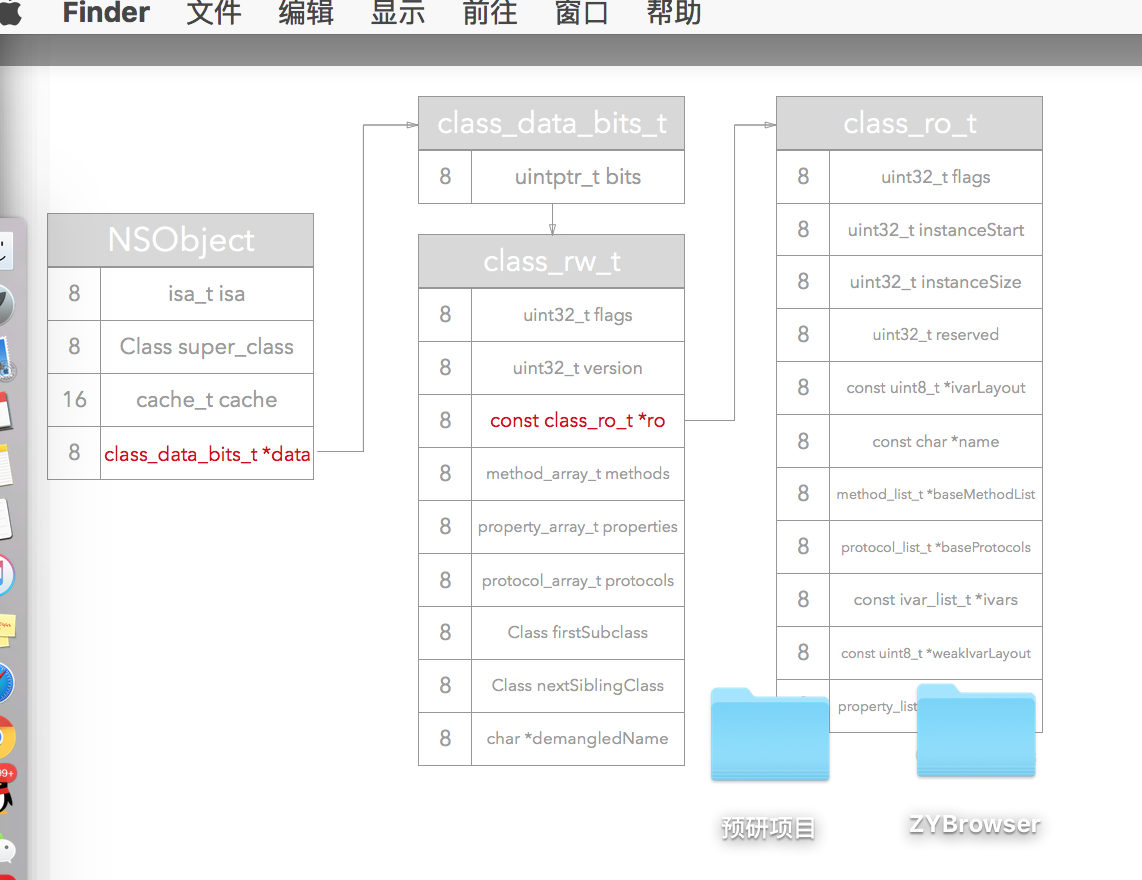 Finder 文件 编辑 显示 前往 窗口 帮助
NSObject
8 isa_t isa
8 Class super_class
16 cache_t cache
8 class_data_bits_t *data
class_data_bits_t
8 uintptr_t bits
class_rw_t
8 uint32_t flags
8 uint32_t version
8 const class_ro_t *ro
8 method_array_t methods
8 property_array_t properties
8 protocol_array_t protocols
8 Class firstSubclass
8 Class nextSiblingClass
8 char *demangledName
class_ro_t
8 uint32_t flags
8 uint32_t instanceStart
8 uint32_t instanceSize
8 uint32_t reserved
8 const uint8_t *ivarLayout
8 const char *name
8 method_list_t *baseMethodList
8 protocol_list_t *baseProtocols
8 const ivar_list_t *ivars
8 const uint8_t *weakIvarLayout
property_list
预研项目
ZYBrowser
99+